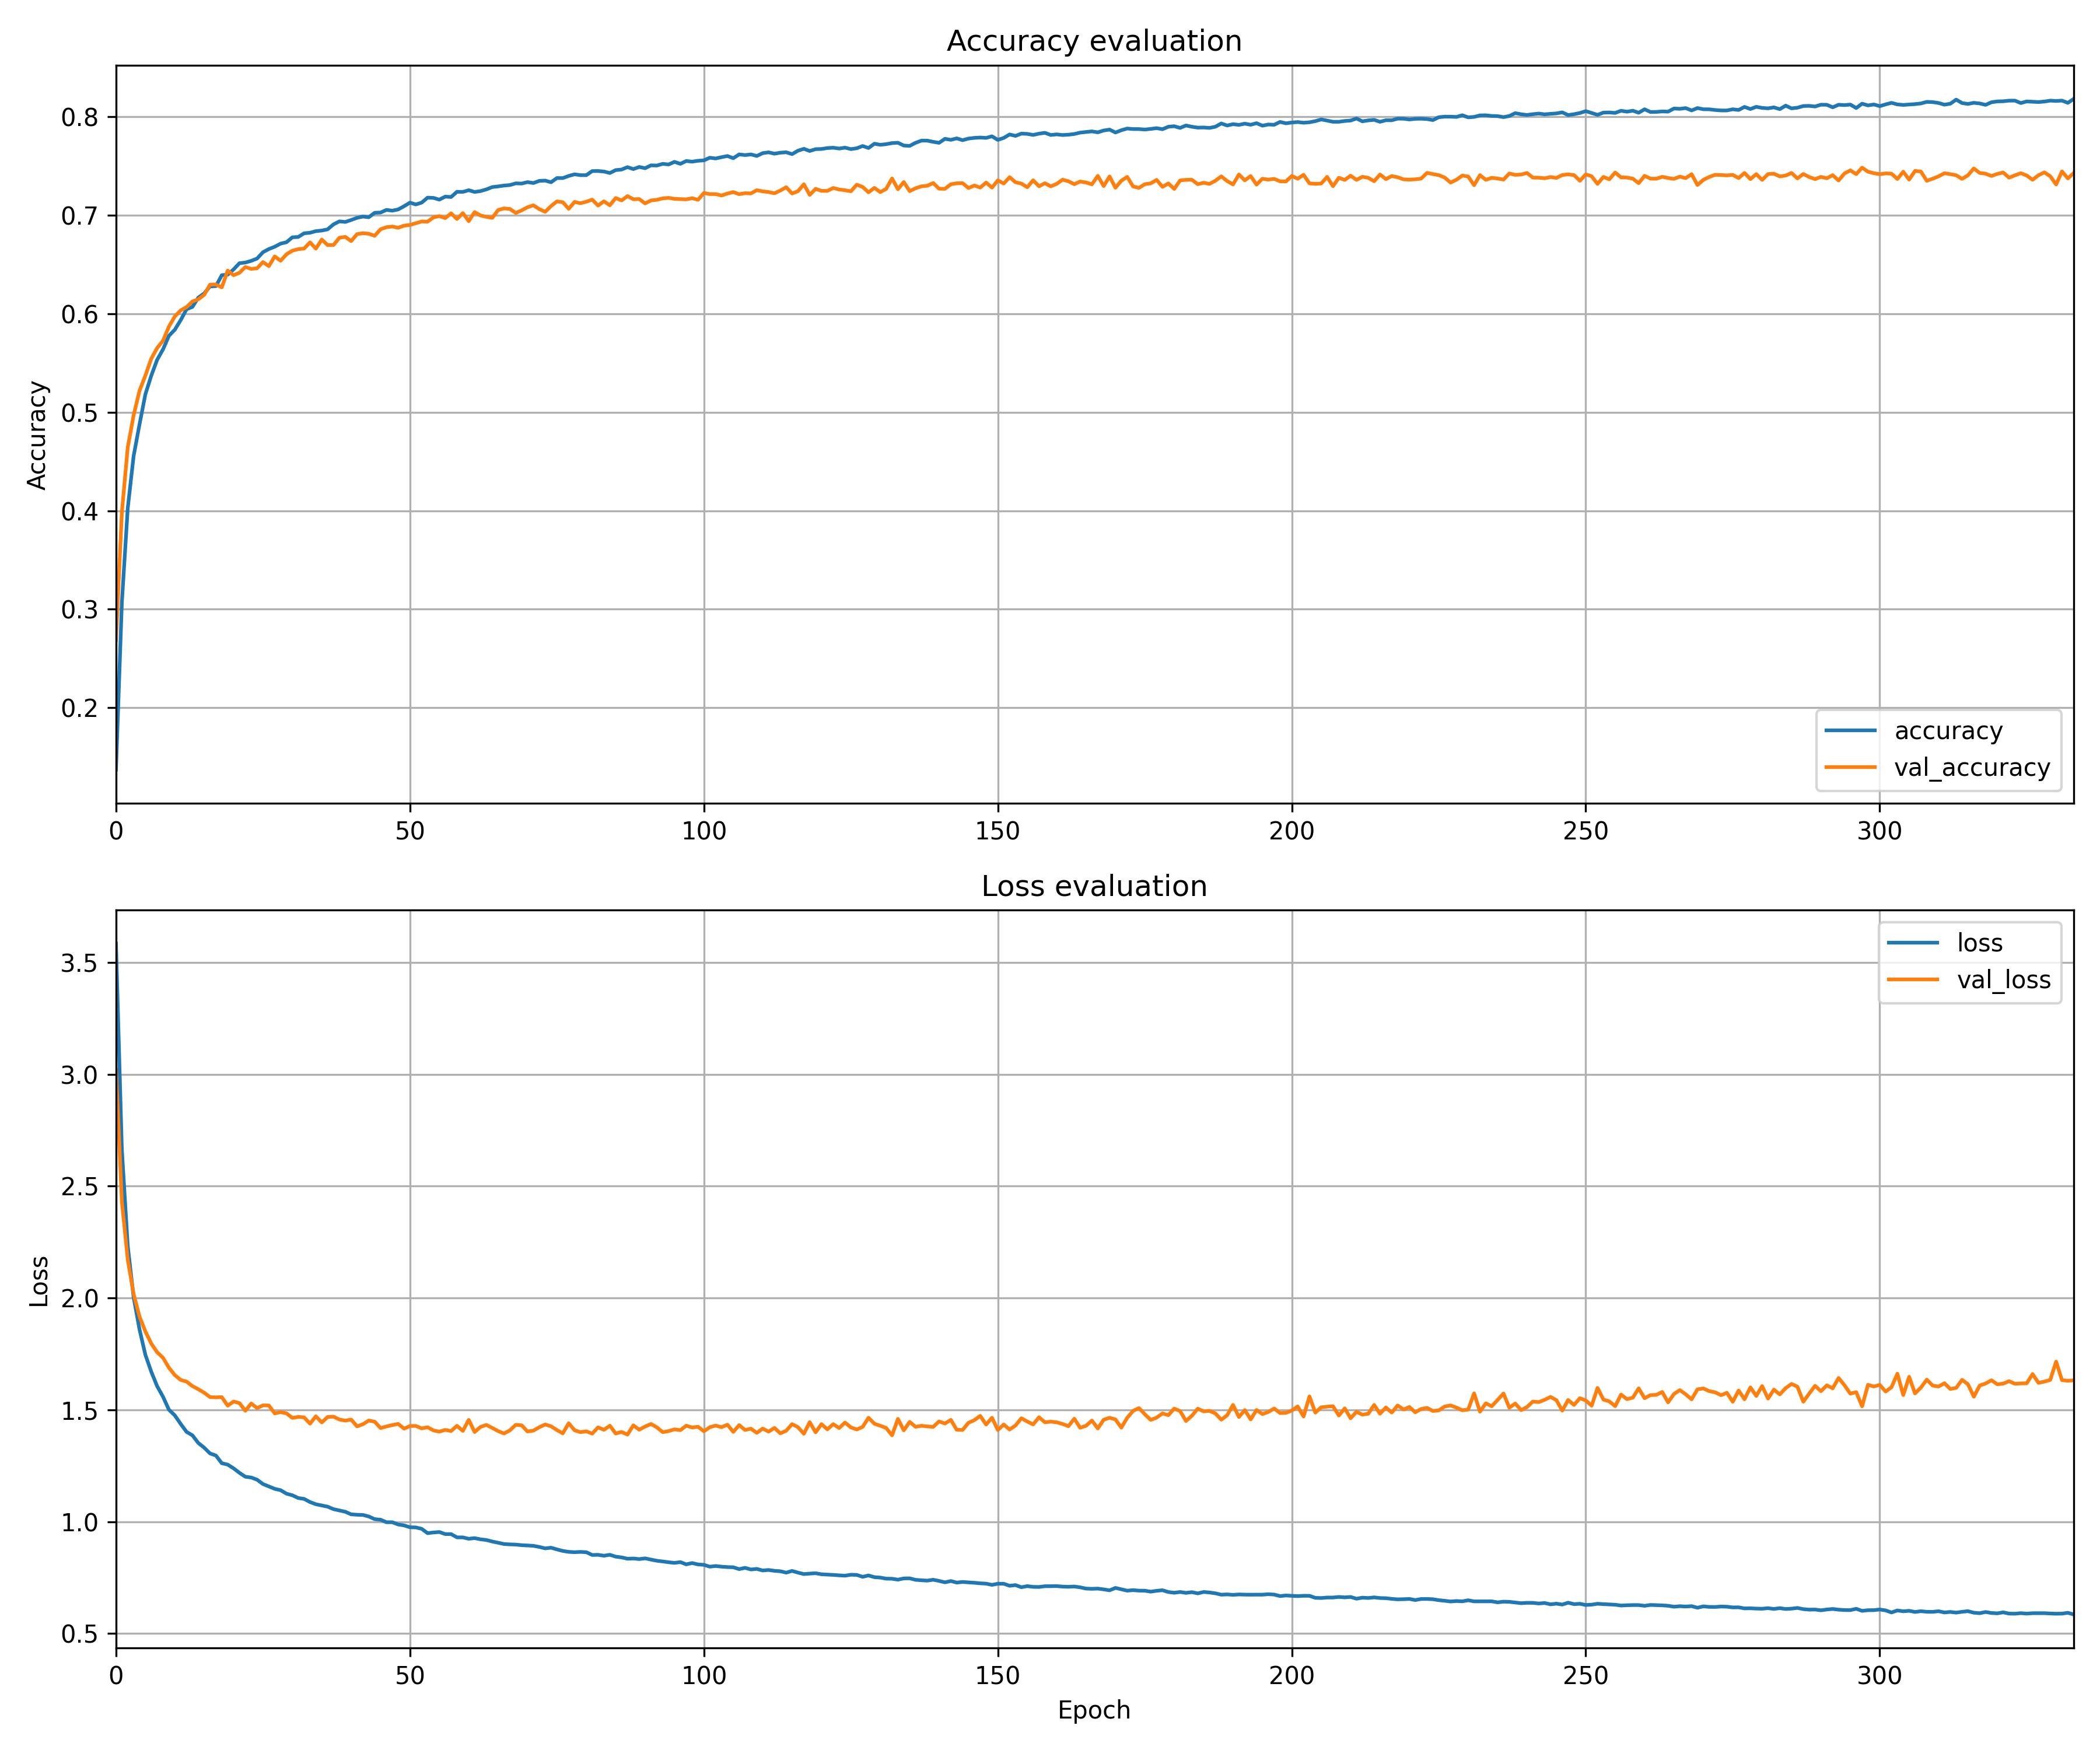 Accuracy evaluation
0.8
0.7
0.6
0.5
0.4
0.3
0.2
Accuracy
accuracy
val_accuracy
0 50 100 150 200 250 300
Loss evaluation
3.5
3.0
2.5
2.0
1.5
1.0
0.5
Loss
loss
val_loss
0 50 100 150 200 250 300
Epoch